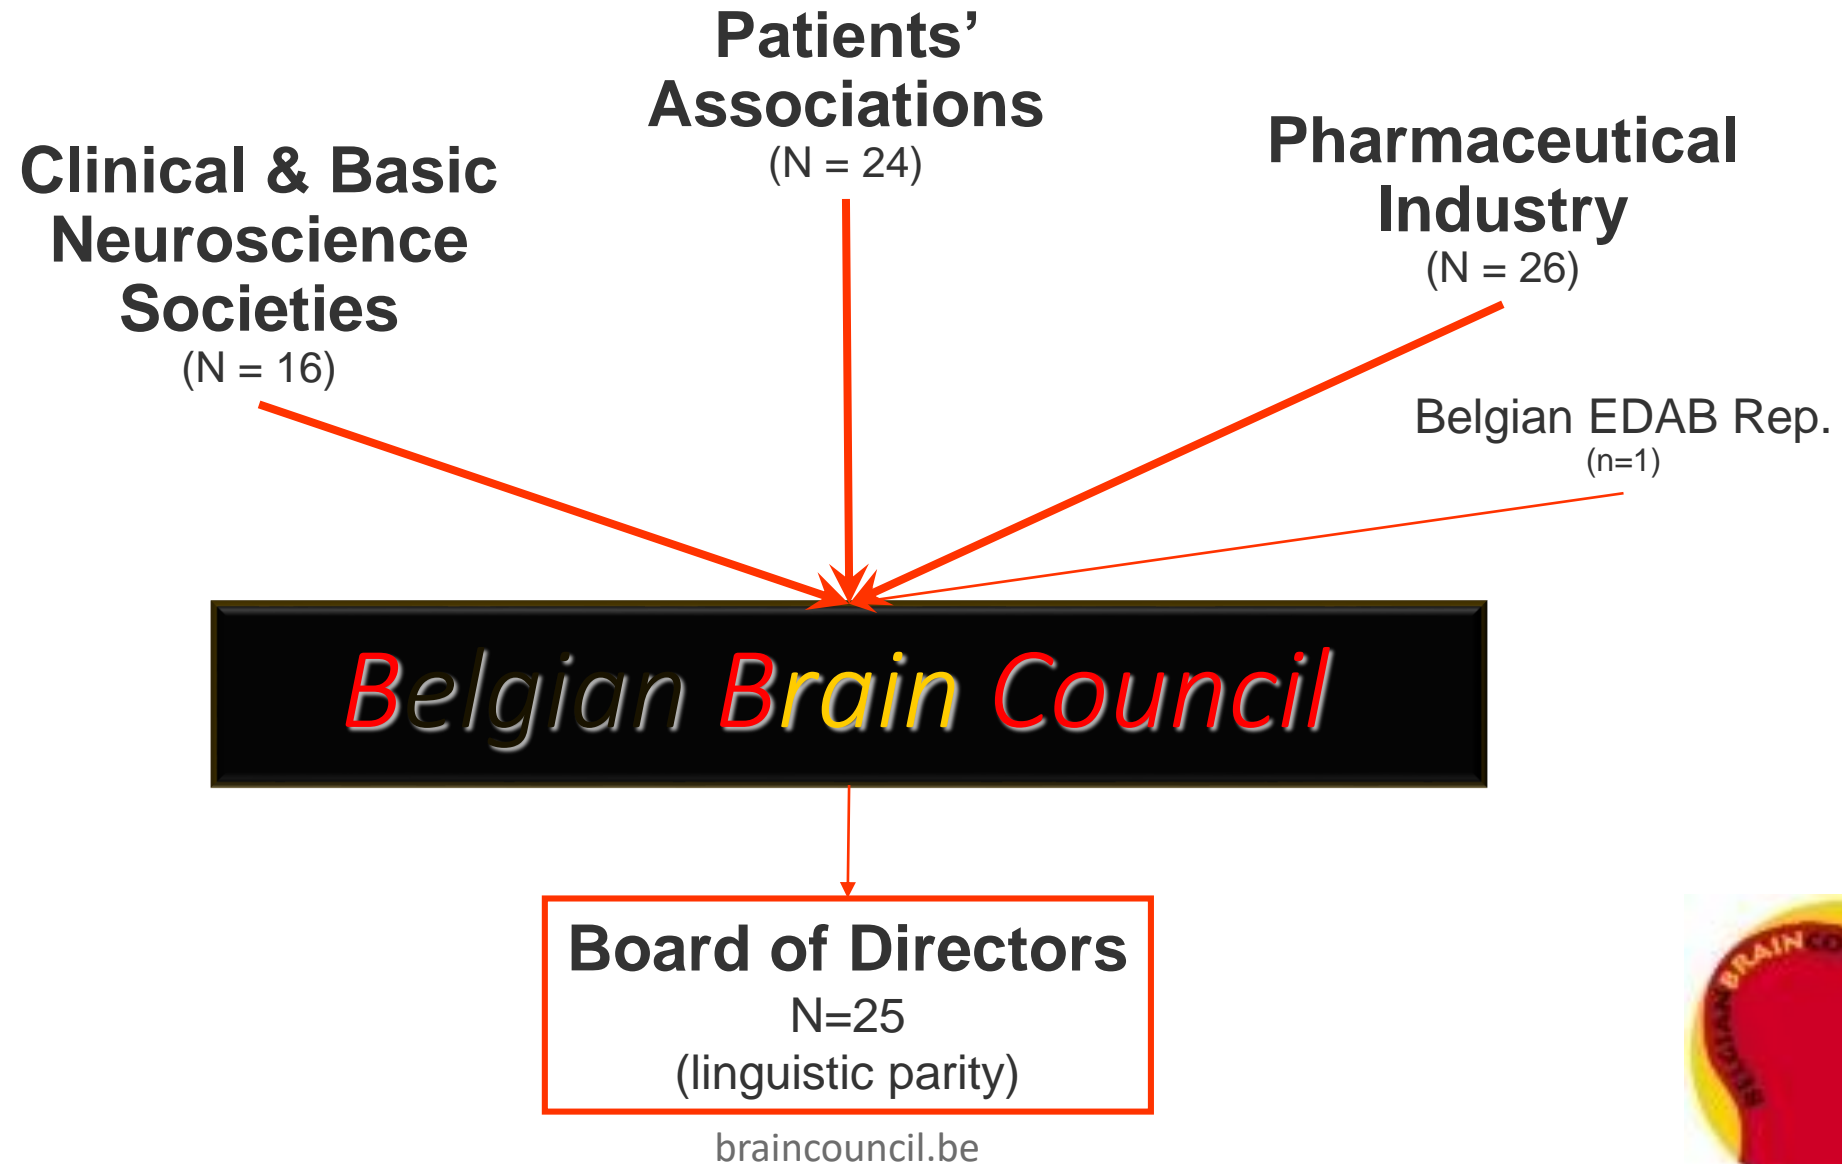 Patients’
Associations
(N = 24)
Clinical & Basic
Neuroscience
Societies
(N = 16)
Pharmaceutical
Industry
(N = 26)
Belgian EDAB Rep.
(n=1)
Belgian Brain Council
Board of Directors
N=25
(linguistic parity)
braincouncil.be
BELGIANBRAINCO